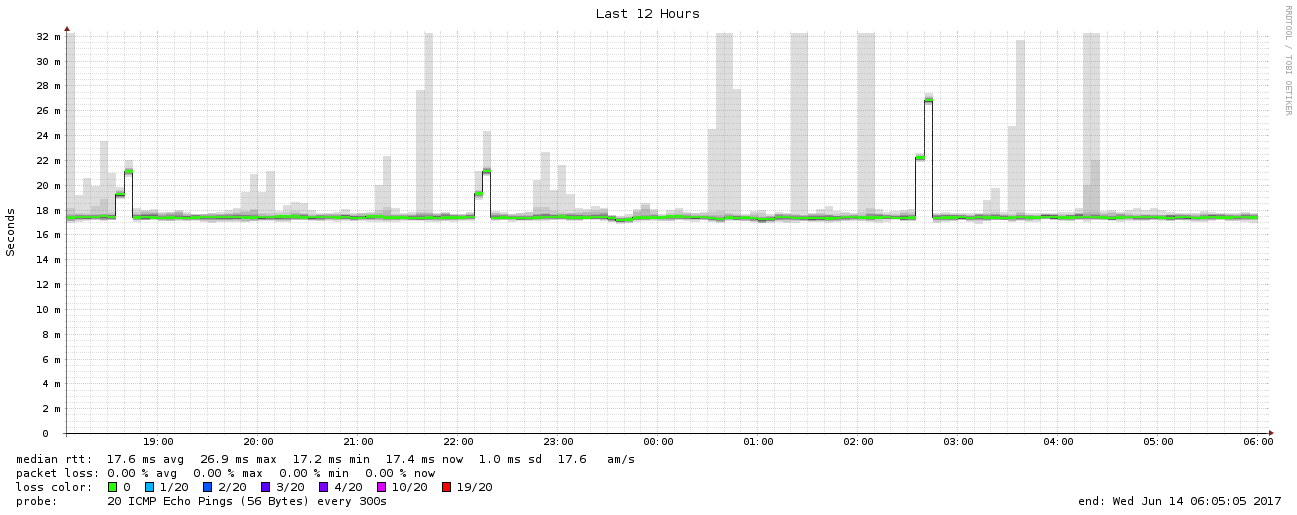 Last 12 Hours
RRDTOOL / TOBI OETIKER
Seconds
32 m
30 m
28 m
26 m
24 m
22 m
20 m
18 m
16 m
14 m
12 m
10 m
8 m
6 m
4 m
2 m
0
19:00 20:00 21:00 22:00 23:00 00:00 01:00 02:00 03:00 04:00 05:00 06:00
median rtt: 17.6 ms avg 26.9 ms max 17.2 ms min 17.4 ms now 1.0 ms sd 17.6 am/s
packet loss: 0.00 % avg 0.00 % max 0.00 % min 0.00 % now
loss color: 0 1/20 2/20 3/20 4/20 10/20 19/20
probe: 20 ICMP Echo Pings (56 Bytes) every 300s end: Wed Jun 14 06:05:05 2017